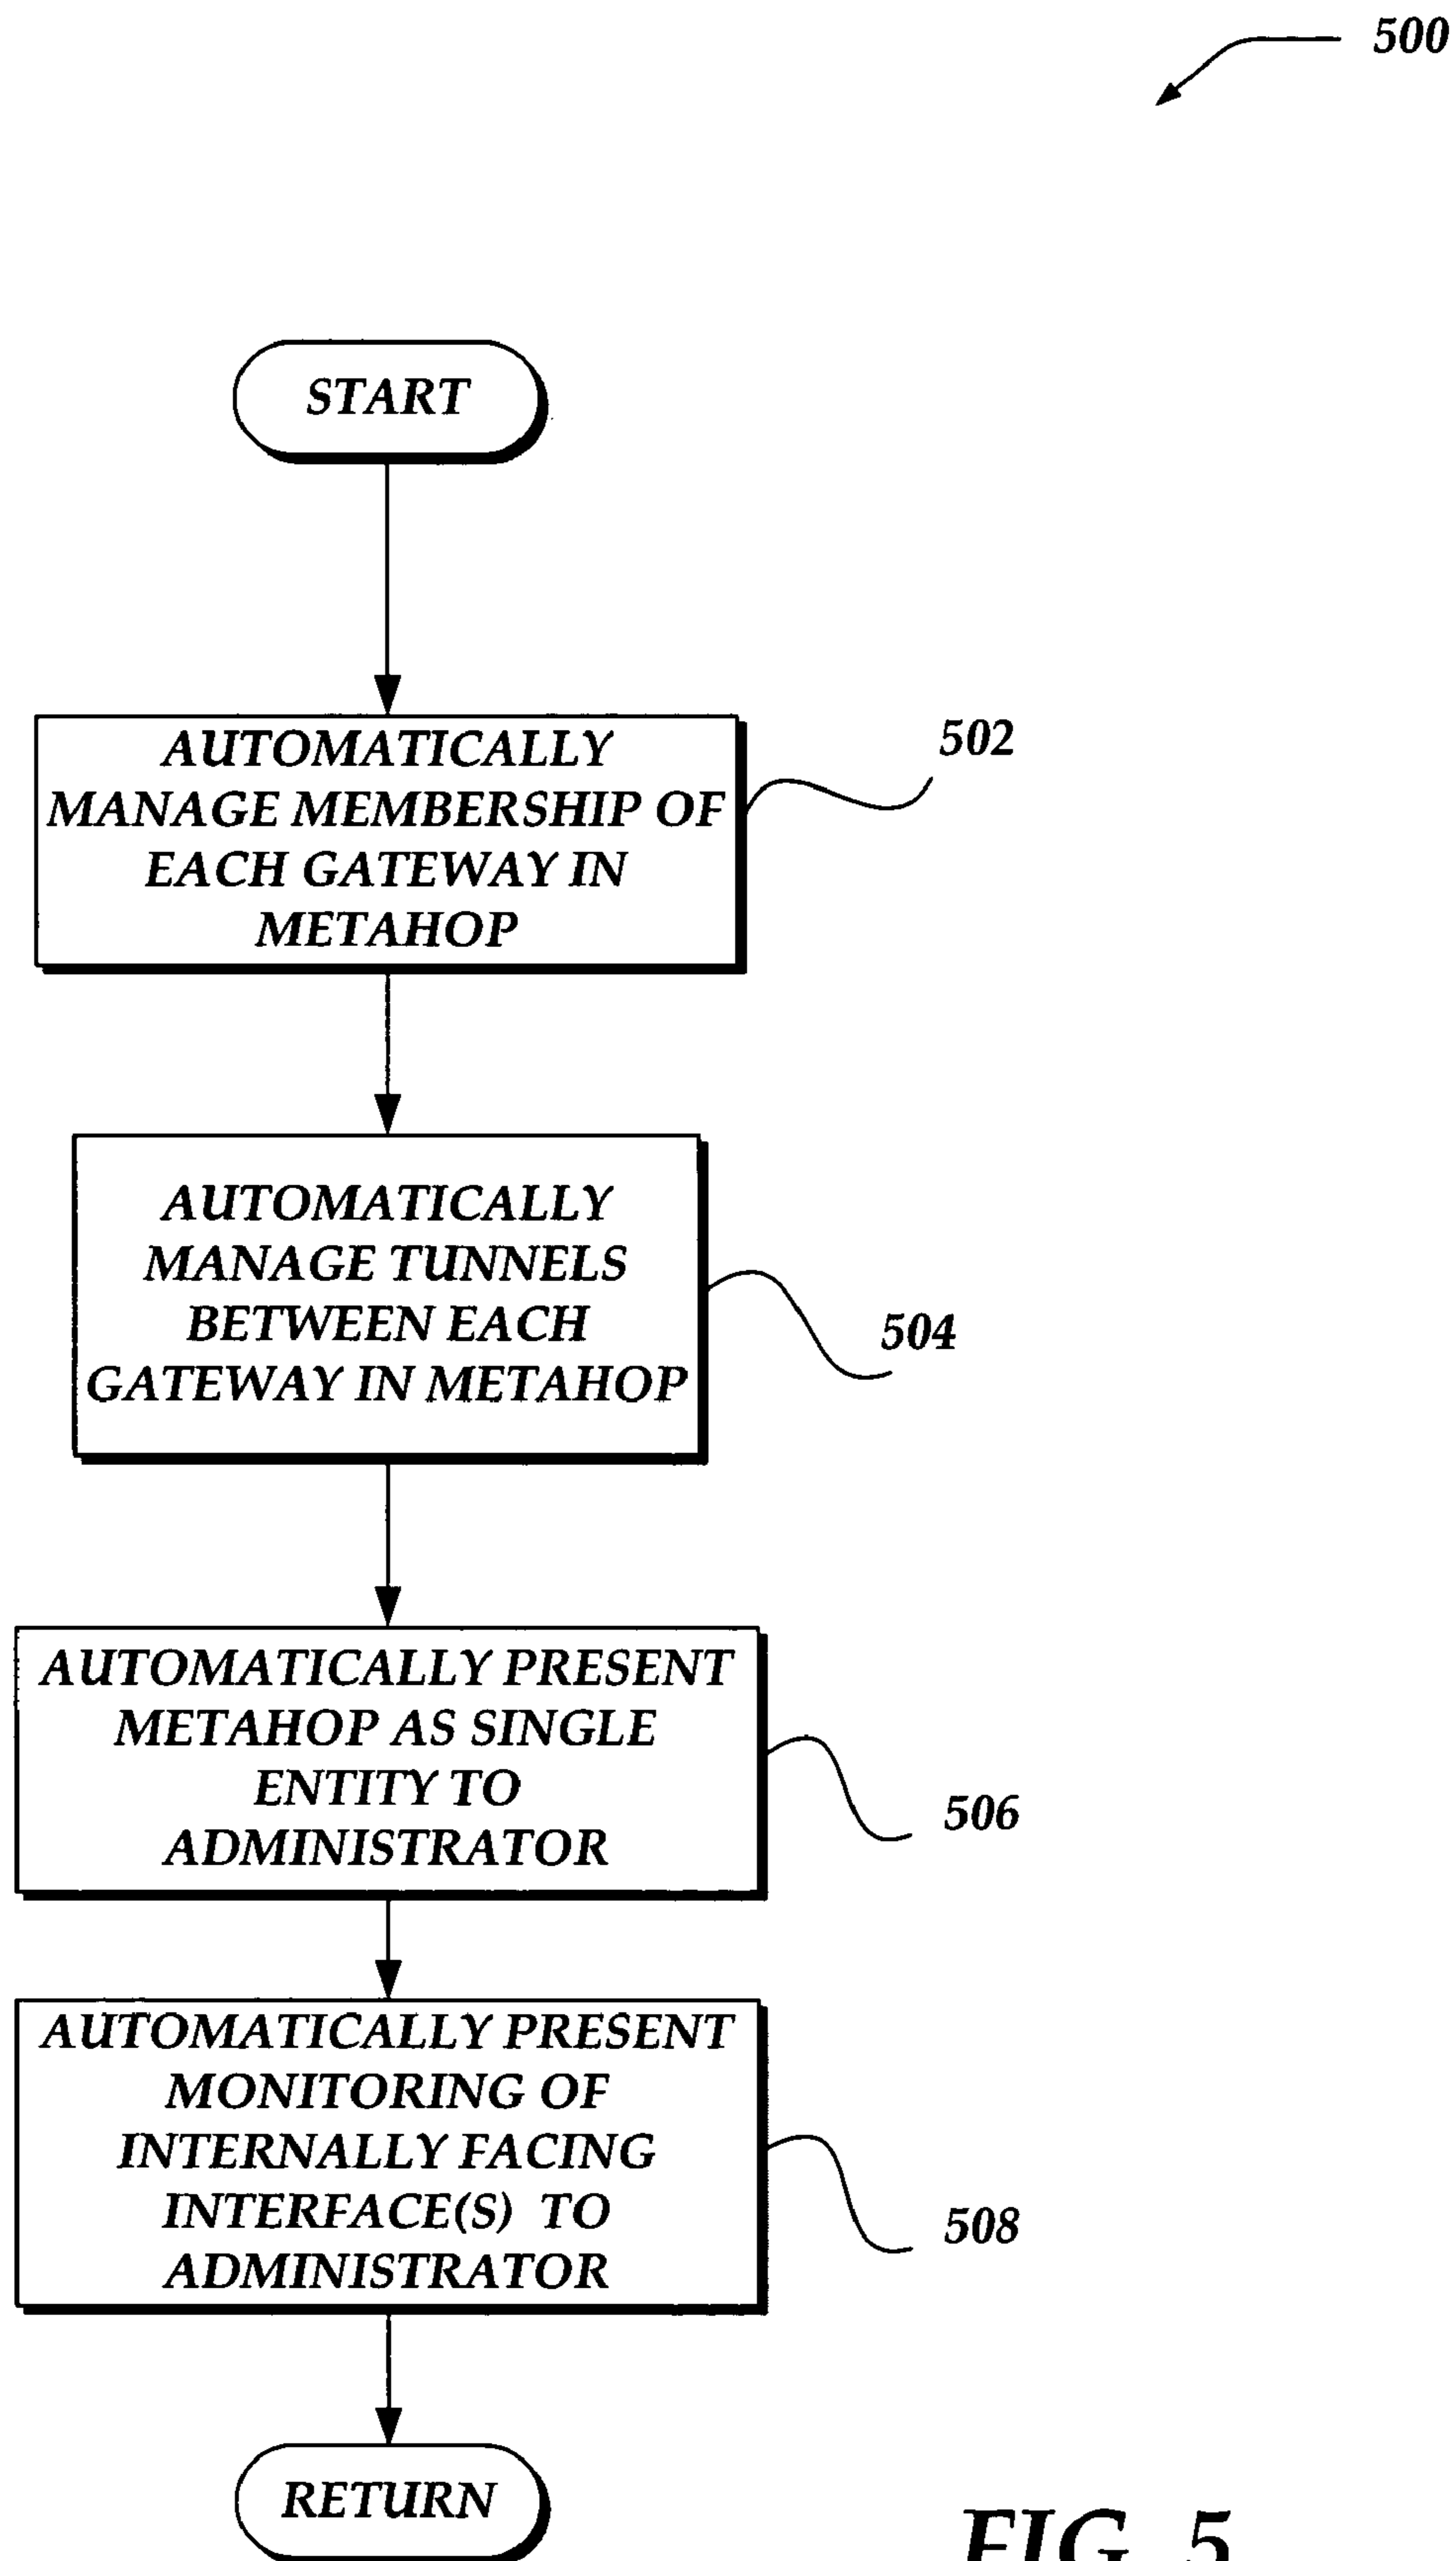 500
START
AUTOMATICALLY
MANAGE MEMBERSHIP OF
EACH GATEWAY IN
METAHOP
502
AUTOMATICALLY
MANAGE TUNNELS
BETWEEN EACH
GATEWAY IN METAHOP
504
AUTOMATICALLY PRESENT
METAHOP AS SINGLE
ENTITY TO
ADMINISTRATOR
506
AUTOMATICALLY PRESENT
MONITORING OF
INTERNALLY FACING
INTERFACE(S) TO
ADMINISTRATOR
508
RETURN
FIG. 5